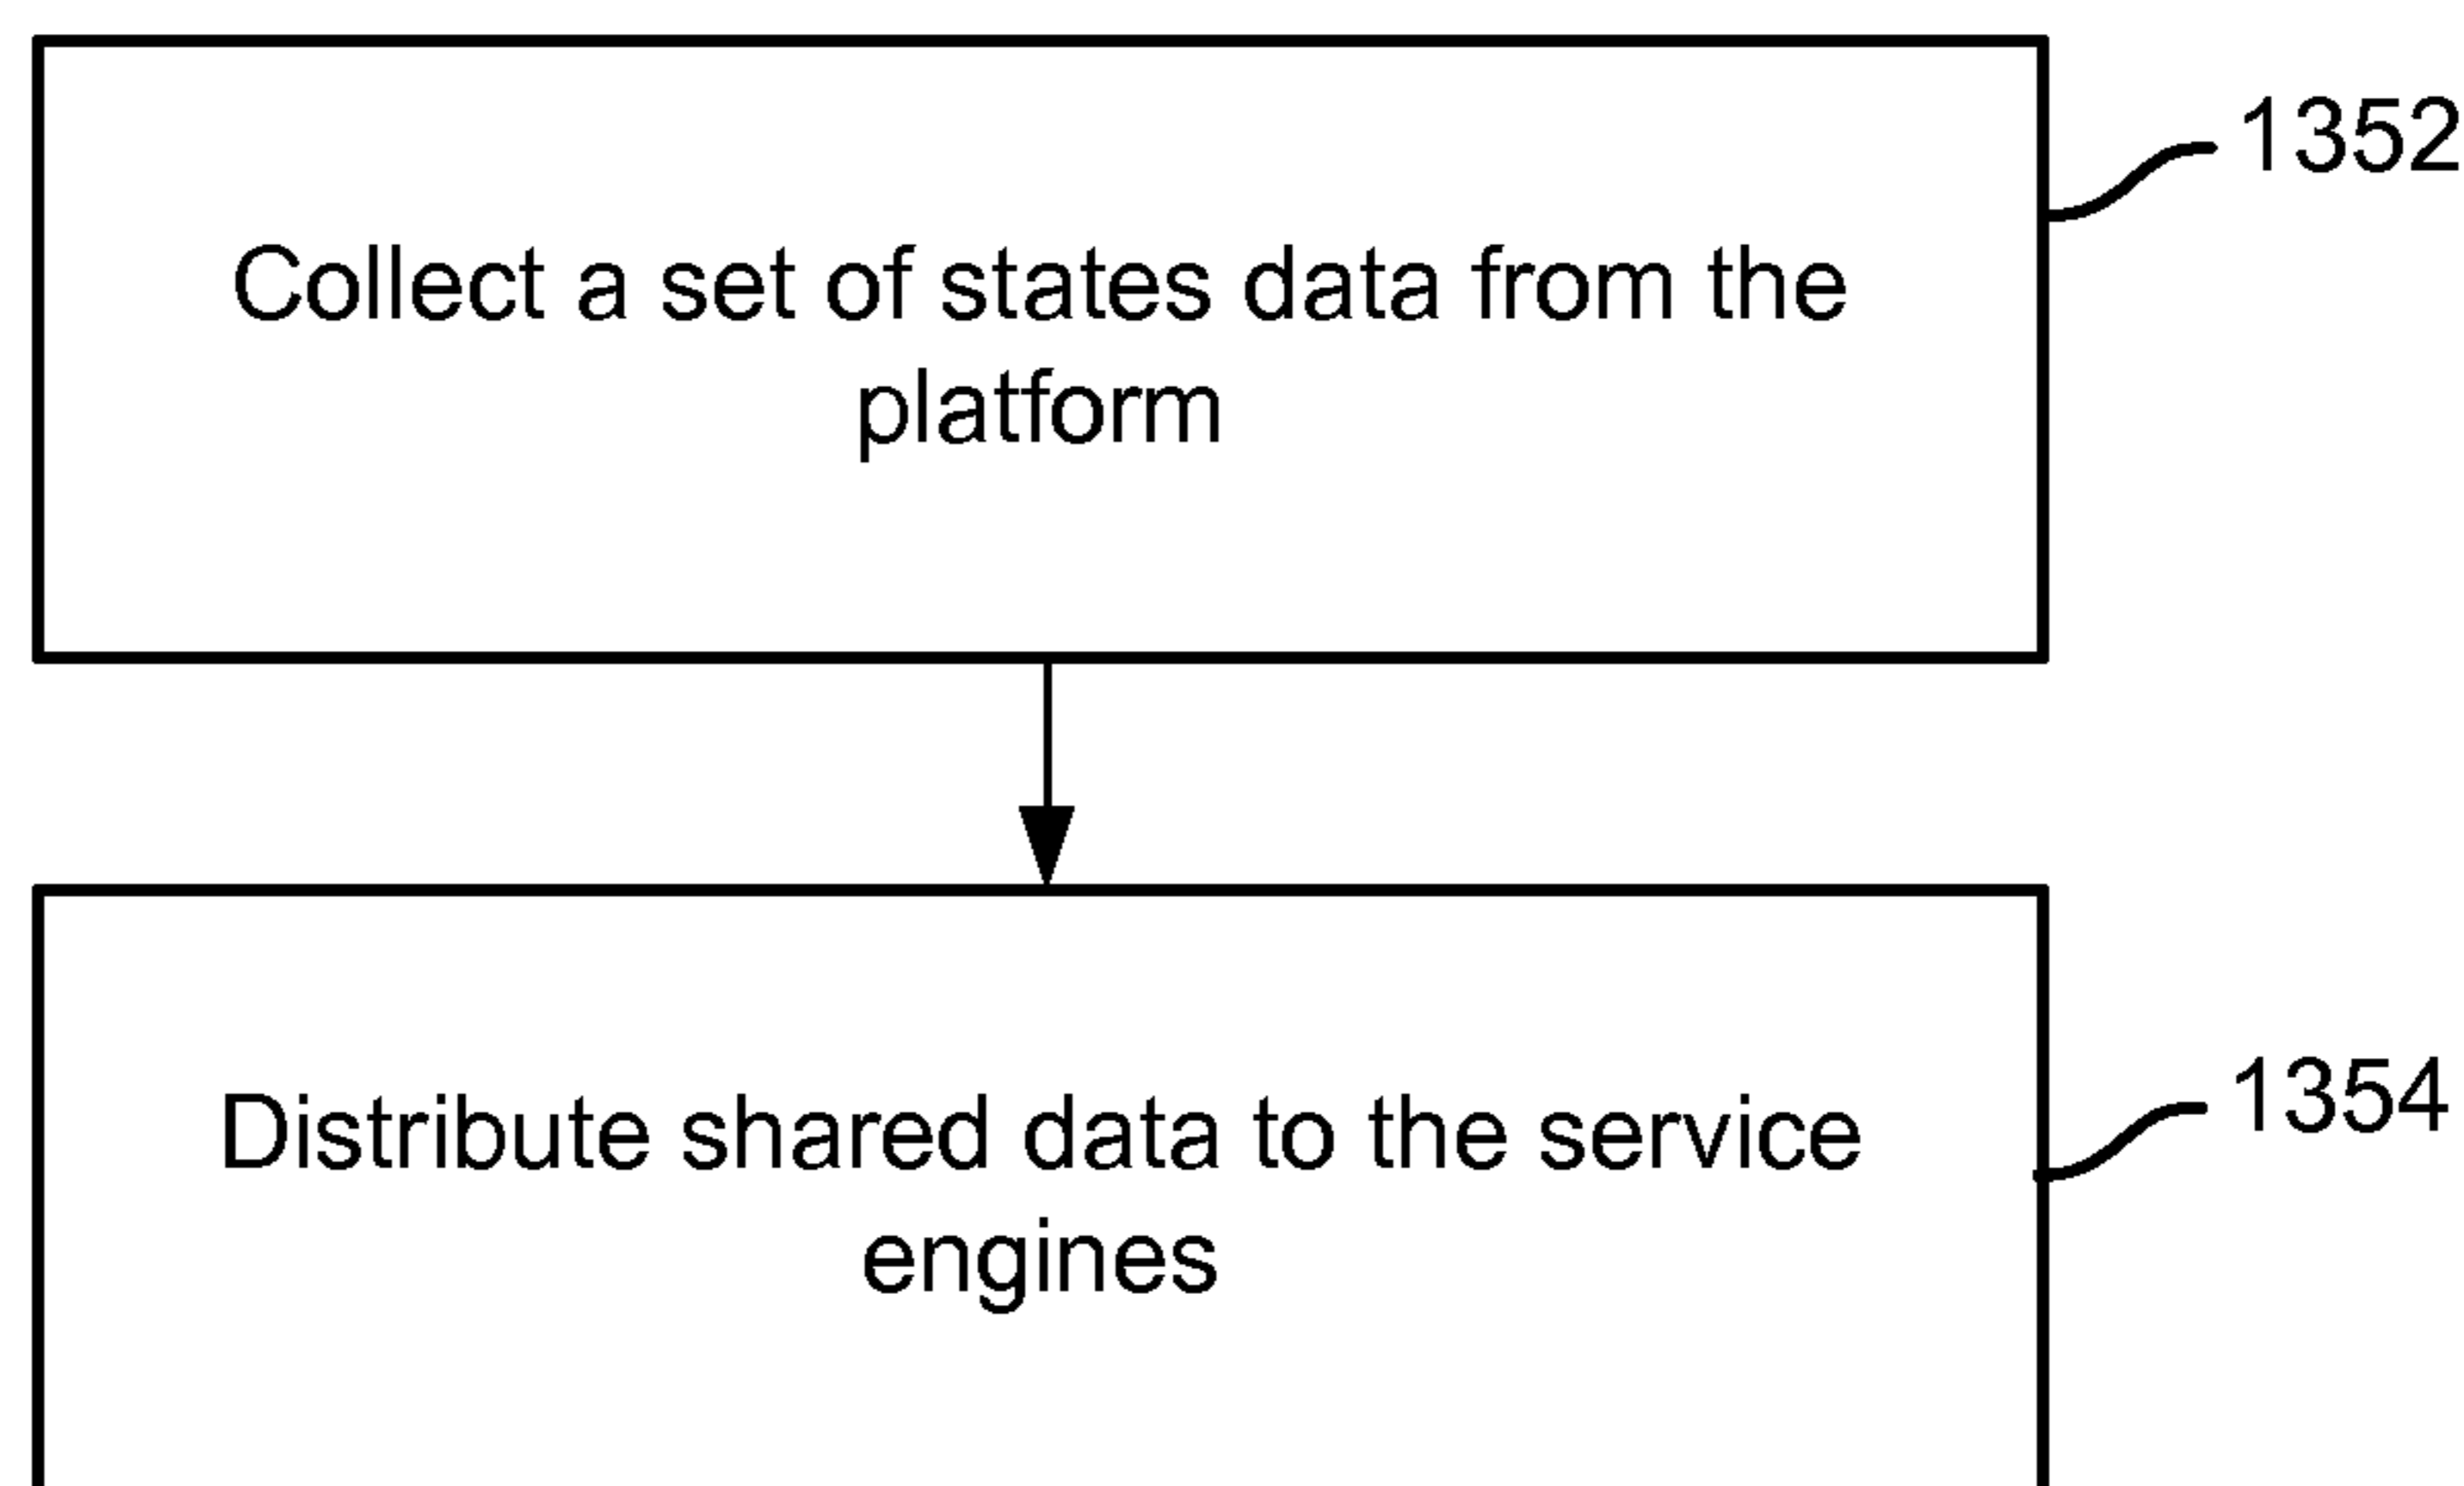 1352
Collect a set of states data from the
platform
1354
Distribute shared data to the service
engines